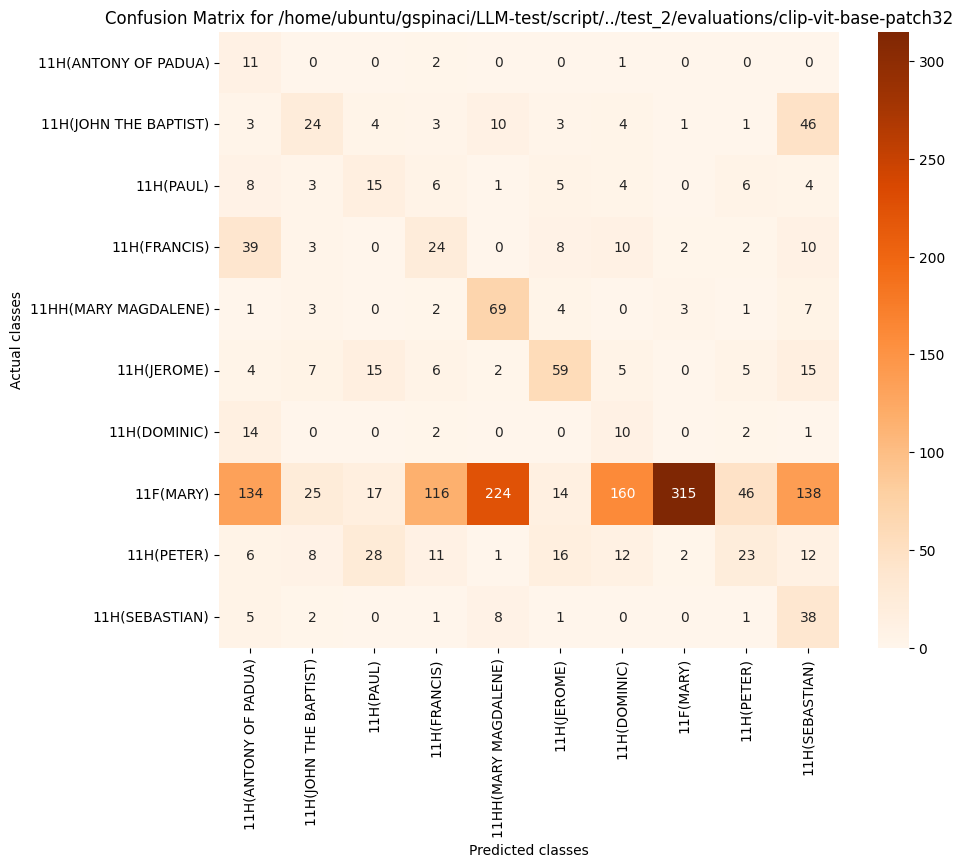 Confusion Matrix for /home/ubuntu/gspinaci/LLM-test/script/../test_2/evaluations/clip-vit-base-patch32
11H(ANTONY OF PADUA) 11 0 0 2 0 0 1 0 0 0
11H(JOHN THE BAPTIST) 3 24 4 3 10 3 4 1 1 46
11H(PAUL) 8 3 15 6 1 5 4 0 6 4
11H(FRANCIS) 39 3 0 24 0 8 10 2 2 10
11HH(MARY MAGDALENE) 1 3 0 2 69 4 0 3 1 7
11H(JEROME) 4 7 15 6 2 59 5 0 5 15
11H(DOMINIC) 14 0 0 2 0 0 10 0 2 1
11F(MARY) 134 25 17 116 224 14 160 315 46 138
11H(PETER) 6 8 28 11 1 16 12 2 23 12
11H(SEBASTIAN) 5 2 0 1 8 1 0 0 1 38
Actual classes
11H(ANTONY OF PADUA)
11H(JOHN THE BAPTIST)
11H(PAUL)
11H(FRANCIS)
11HH(MARY MAGDALENE)
11H(JEROME)
11H(DOMINIC)
11F(MARY)
11H(PETER)
11H(SEBASTIAN)
Predicted classes
300
250
200
150
100
50
0